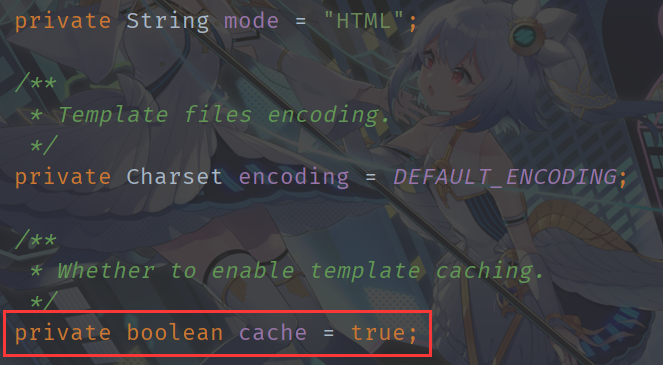 private String mode = "HTML";
/**
* Template files encoding.
*/
private Charset encoding = DEFAULT_ENCODING;
/**
* Whether to enable template caching.
*/
private boolean cache = true;